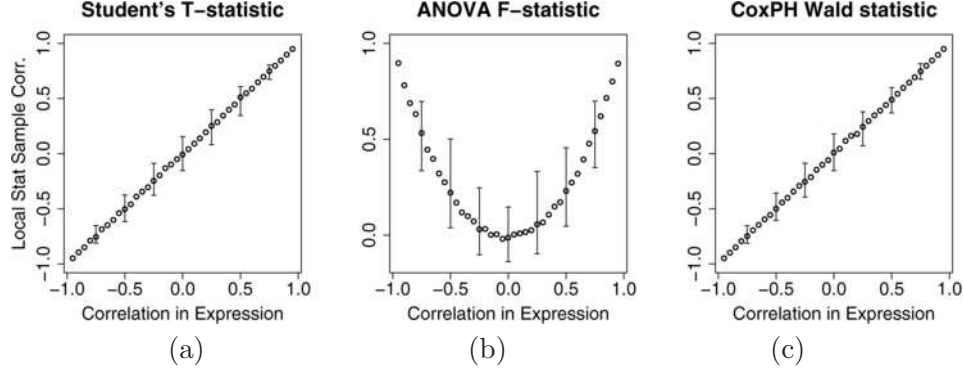 Student's T−statistic
ANOVA F−statistic
CoxPH Wald statistic
Local Stat Sample Corr.
1.0
0.5
0.0
−0.5
−1.0
−1.0 −0.5 0.0 0.5 1.0
Correlation in Expression
(a)
1.0
0.5
0.0
−1.0 −0.5 0.0 0.5 1.0
Correlation in Expression
(b)
1.0
0.5
0.0
−0.5
−1.0
−1.0 −0.5 0.0 0.5 1.0
Correlation in Expression
(c)